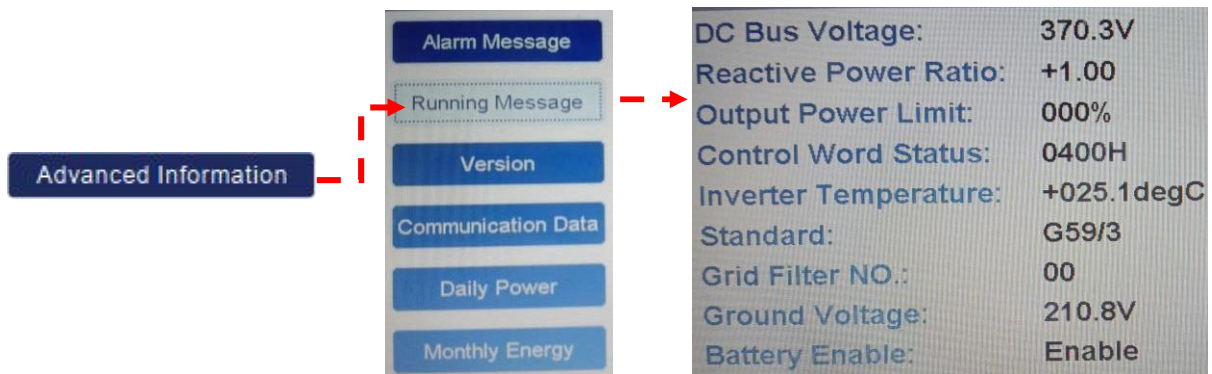 Advanced Information
Alarm Message
Running Message
Version
Communication Data
Daily Power
Monthly Energy
DC Bus Voltage: 370.3V
Reactive Power Ratio: +1.00
Output Power Limit: 000%
Control Word Status: 0400H
Inverter Temperature: +025.1degC
Standard: G59/3
Grid Filter NO.: 00
Ground Voltage: 210.8V
Battery Enable: Enable